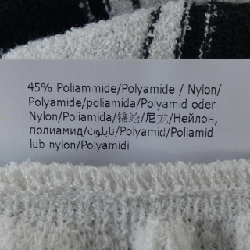 45% Poliammide/Polyamide / Nylon/
Polyamide/poliamida/Polyamid oder
Nylon/Poliamida/锦纶/尼龙/Нейлон,
полиамид/نايلون/Polyamid/Poliamid
lub nylon/Polyamidi